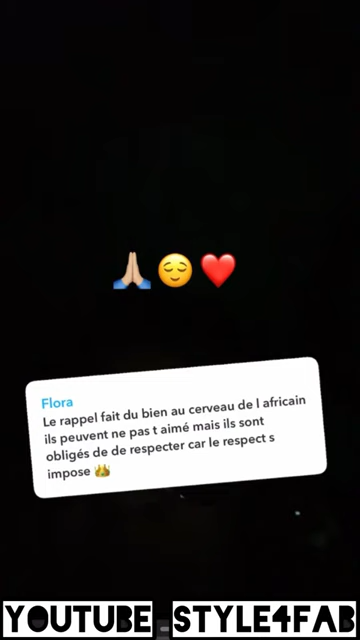 🙏🏼😌❤️
Flora
Le rappel fait du bien au cerveau de l africain
ils peuvent ne pas t aimé mais ils sont
obligés de de respecter car le respect s
impose 👑
YOUTUBE STYLE4FAB